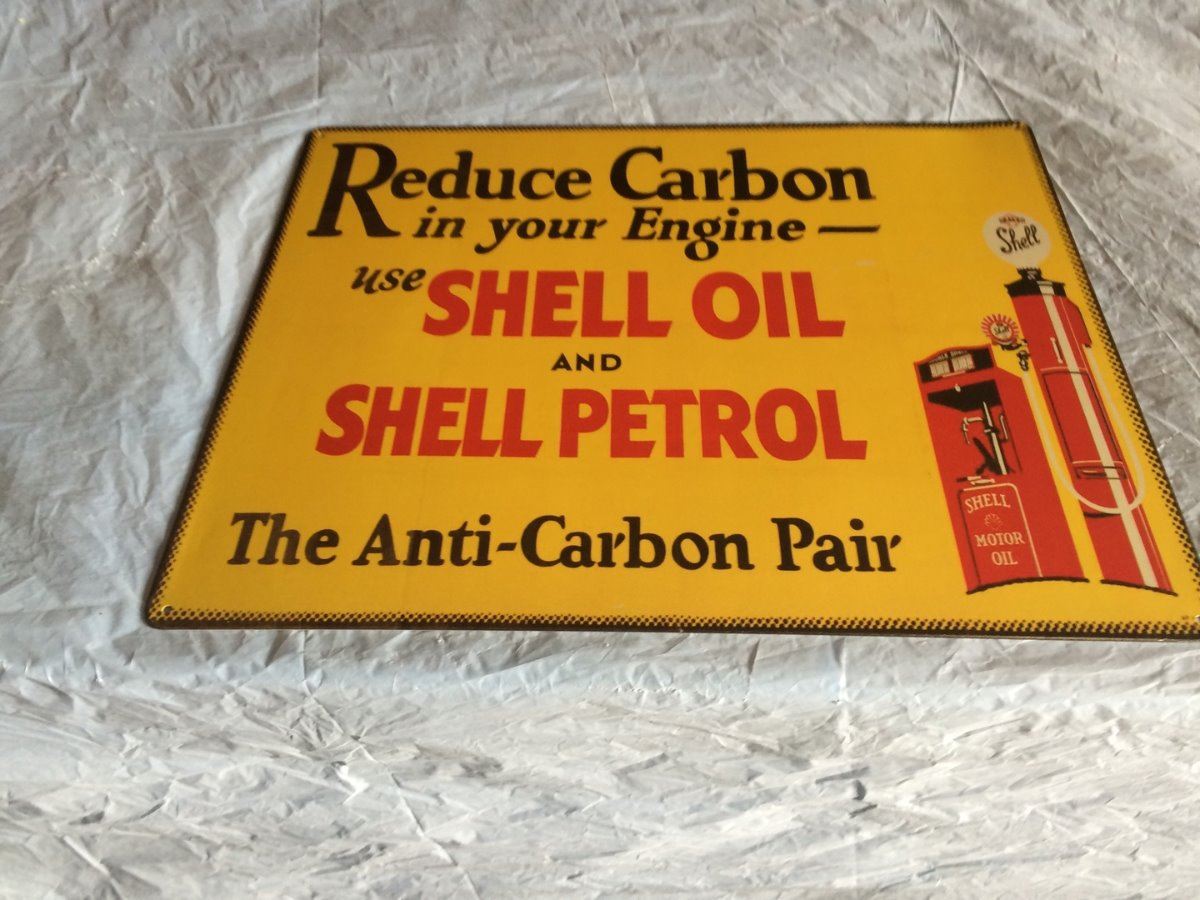 Reduce Carbon
in your Engine —
use SHELL OIL
AND
SHELL PETROL
The Anti-Carbon Pair
Shell
SHELL
MOTOR
OIL